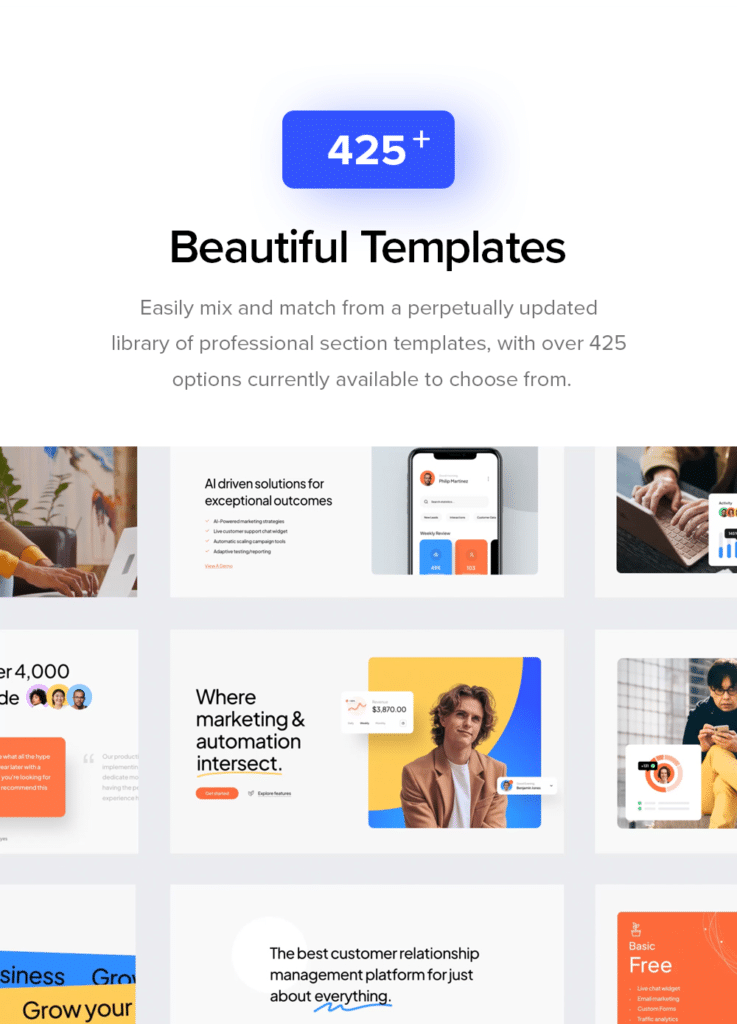 425+
Beautiful Templates
Easily mix and match from a perpetually updated
library of professional section templates, with over 425
options currently available to choose from.
AI driven solutions for
exceptional outcomes
AI-Powered marketing strategies
Live customer support chat widget
Automatic scaling campaign tools
Adaptive testing/reporting
View A Demo
Philip Martinez
Weekly Review
491
103
Activity
er 4,000
de
what all the type
ear later with a
you're looking for
recommend this
Our product
implementin
dedicate mo
having the p
experience h
Where
marketing &
automation
intersect.
Get started
Explore features
$3,870.00
Benjamin Leroux
siness
Grow
Grow your
The best customer relationship
management platform for just
about everything.
Basic
Free
Live chat widget
Email marketing
Custom Forms
Traffic analytics